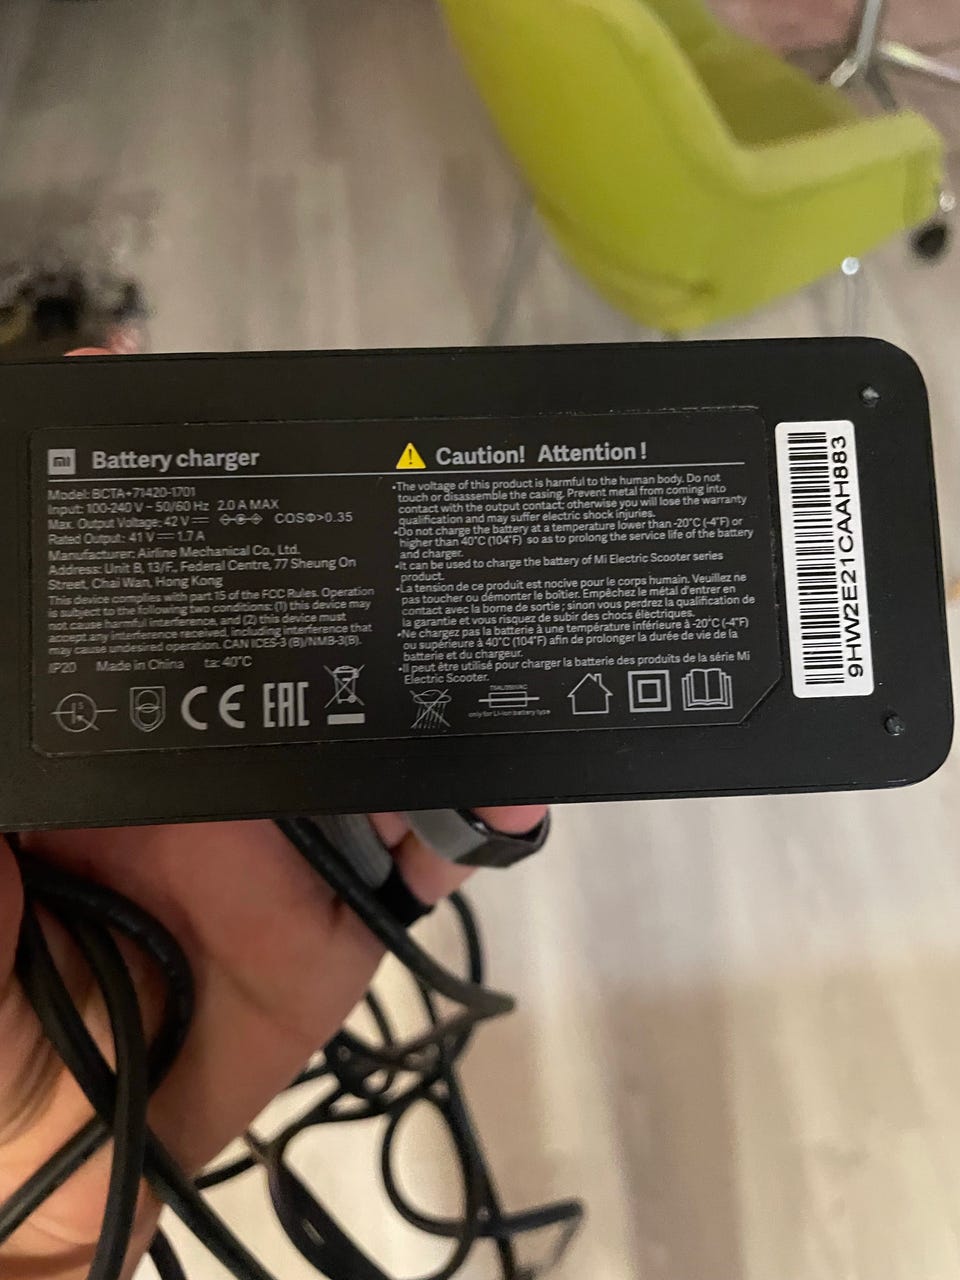 mi Battery charger
Model: BCTA+71420-1701
Input: 100-240 V ~ 50/60 Hz 2.0 A MAX
Max. Output Voltage: 42 V COSΦ>0.35
Rated Output: 41 V 1.7 A
Manufacturer: Airline Mechanical Co., Ltd.
Address: Unit B, 13/F., Federal Centre, 77 Sheung On
Street, Chai Wan, Hong Kong
This device complies with part 15 of the FCC Rules. Operation
is subject to the following two conditions: (1) this device may
not cause harmful interference, and (2) this device must
accept any interference received, including interference that
may cause undesired operation. CAN ICES-3 (B)/NMB-3(B).
IP20 Made in China ta: 40°C
CE EAC
Caution! Attention !
•The voltage of this product is harmful to the human body. Do not
touch or disassemble the casing. Prevent metal from coming into
contact with the output contact; otherwise you will lose the warranty
qualification and may suffer electric shock injuries.
•Do not charge the battery at a temperature lower than -20°C (-4°F) or
higher than 40°C (104°F) so as to prolong the service life of the battery
and charger.
•It can be used to charge the battery of Mi Electric Scooter series
product.
•La tension de ce produit est nocive pour le corps humain. Veuillez ne
pas toucher ou démonter le boîtier. Empêchez le métal d'entrer en
contact avec la borne de sortie ; sinon vous perdrez la qualification de
la garantie et vous risquez de subir des chocs électriques.
•Ne chargez pas la batterie à une température inférieure à -20°C (-4°F)
ou supérieure à 40°C (104°F) afin de prolonger la durée de vie de la
batterie et du chargeur.
•Il peut être utilisé pour charger la batterie des produits de la série Mi
Electric Scooter.
only for Li-ion battery type
9HW2E21CAAH883